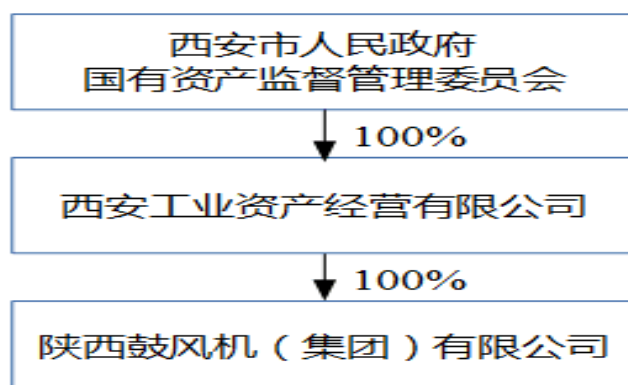 西安市人民政府
国有资产监督管理委员会
100%
西安工业资产经营有限公司
100%
陕西鼓风机（集团）有限公司